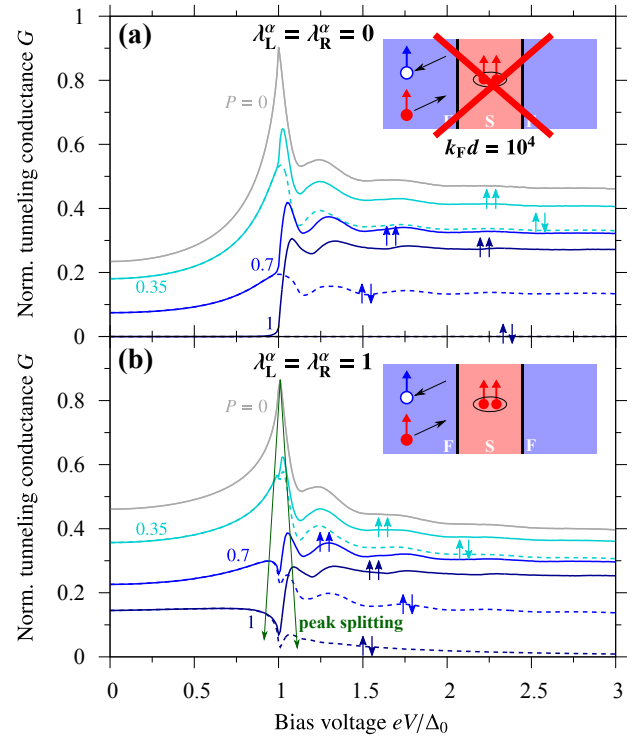 Norm. tunneling conductance G
1
0.8
0.6
0.4
0.2
0
(a)
λ_L^α = λ_R^α = 0
P = 0
0.35
0.7
1
F S F
k_F d = 10^4
↑↑
↑↓
↑↑
↑↑
↑↓
↑↓
Norm. tunneling conductance G
0.8
0.6
0.4
0.2
0
(b)
λ_L^α = λ_R^α = 1
P = 0
0.35
0.7
1
F S F
↑↑
↑↑
↑↓
↑↑
↑↓
↑↓
peak splitting
0 0.5 1 1.5 2 2.5 3
Bias voltage eV/Δ_0